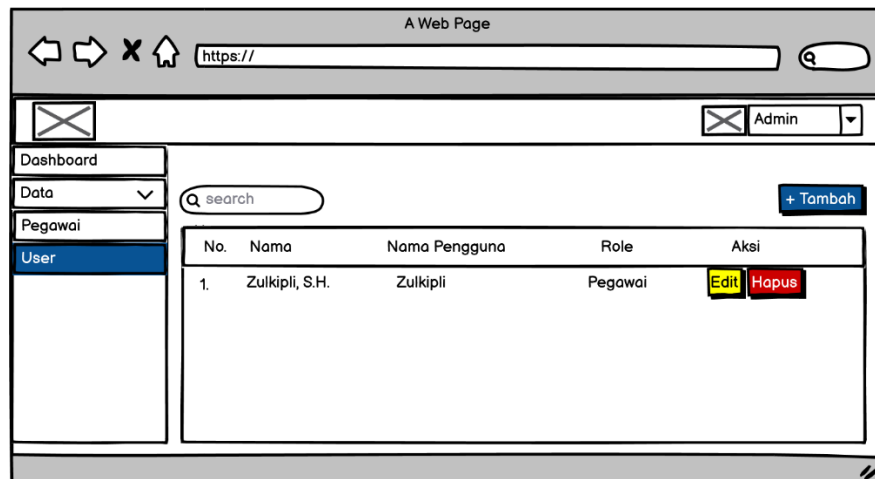 A Web Page
https://
Admin
Dashboard
Data
search
+ Tambah
Pegawai
User
No. Nama Nama Pengguna Role Aksi
1. Zulkipli, S.H. Zulkipli Pegawai Edit Hapus